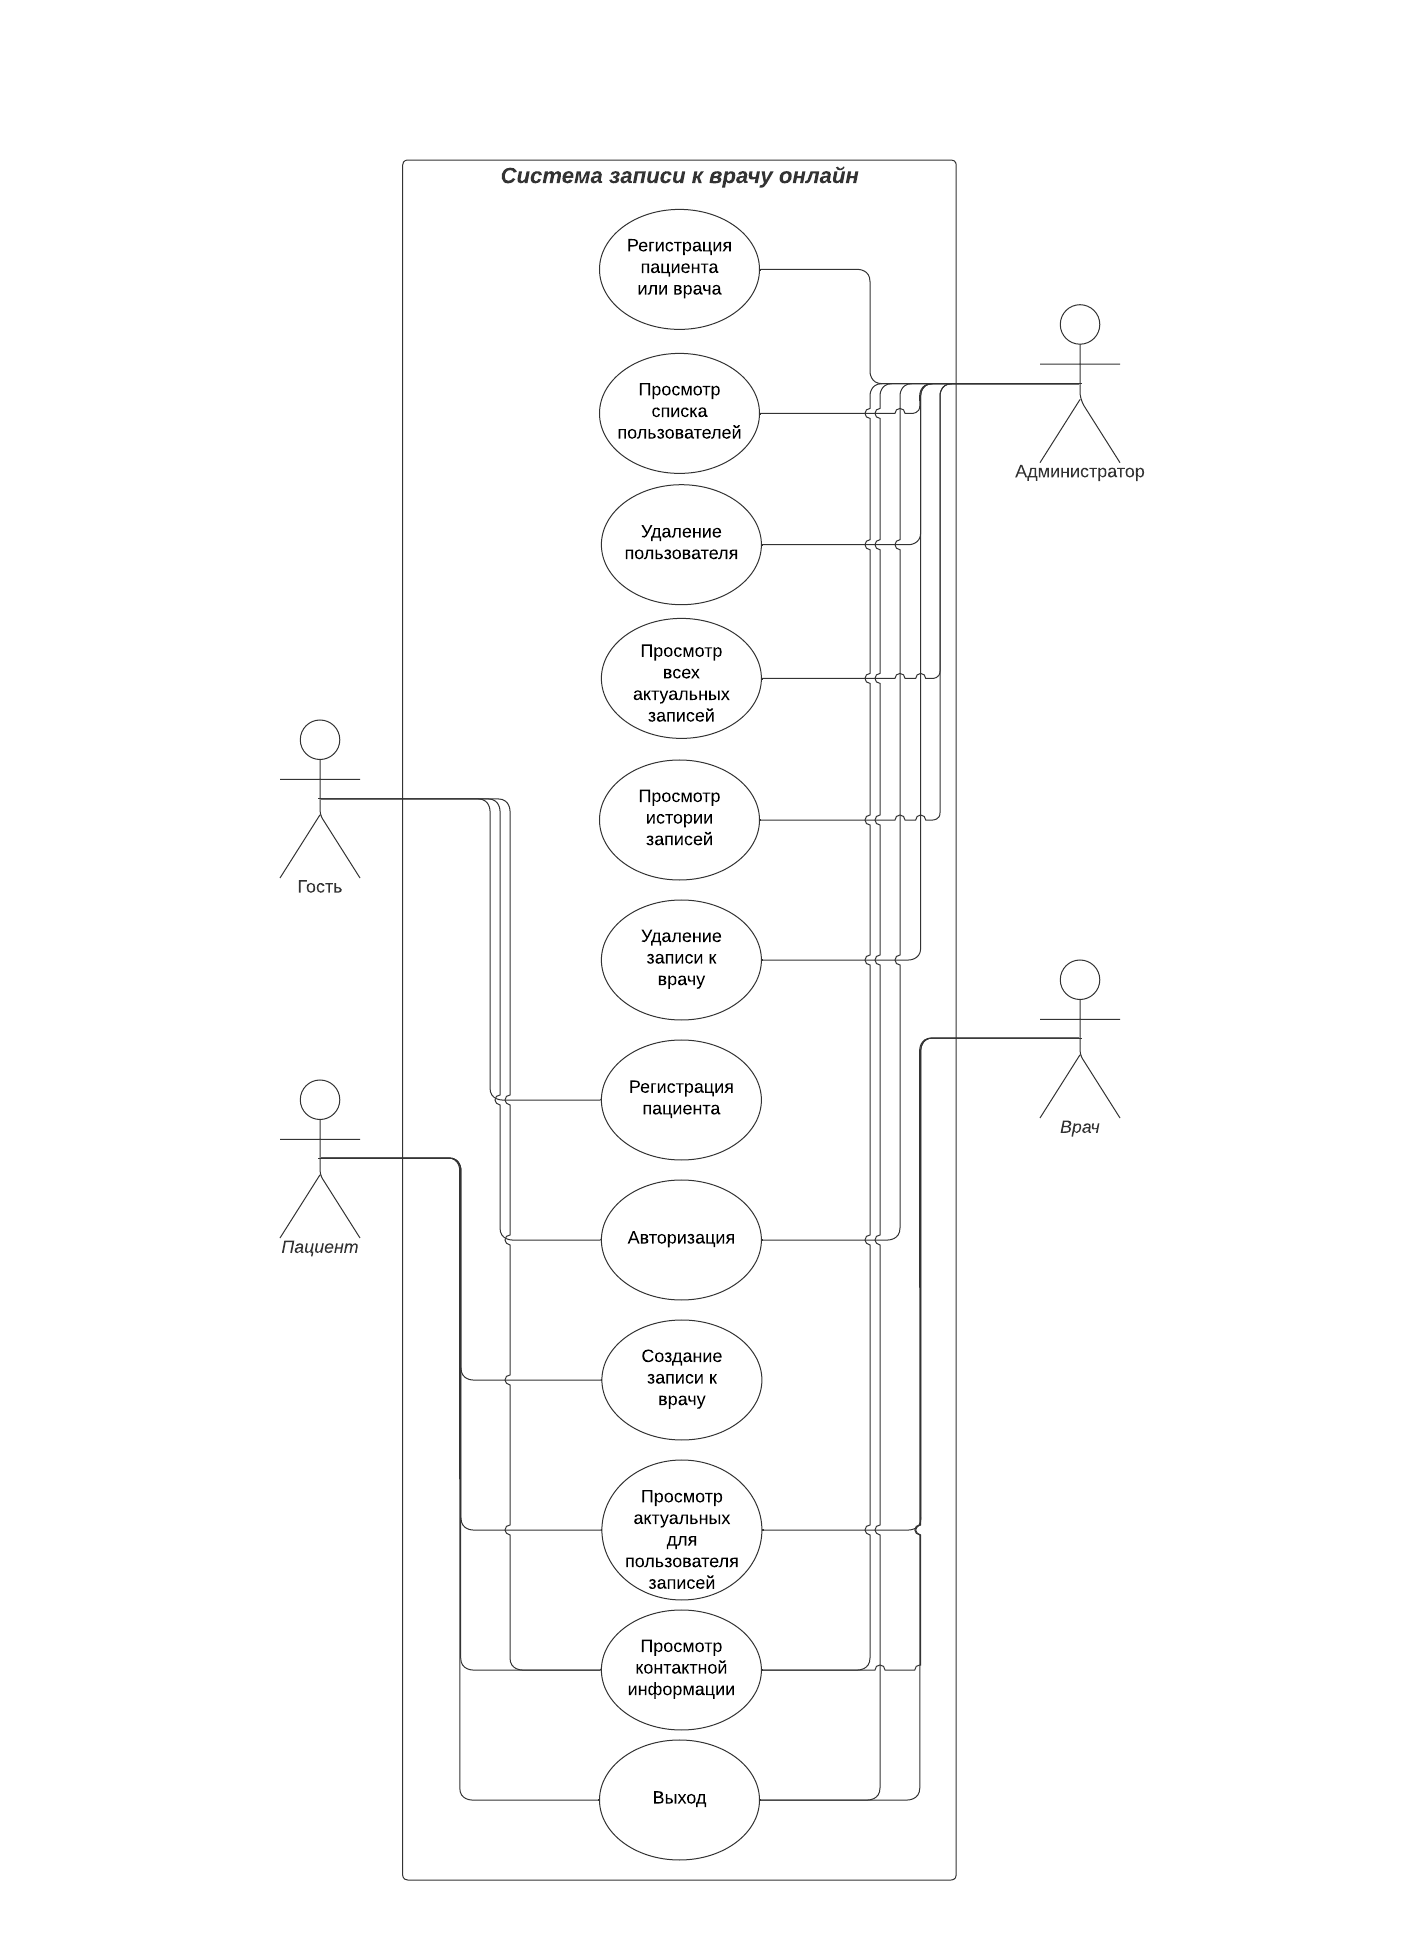 Система записи к врачу онлайн
Регистрация
пациента
или врача
Просмотр
списка
пользователей
Администратор
Удаление
пользователя
Просмотр
всех
актуальных
записей
Просмотр
истории
записей
Гость
Удаление
записи к
врачу
Регистрация
пациента
Врач
Авторизация
Пациент
Создание
записи к
врачу
Просмотр
актуальных
для
пользователя
записей
Просмотр
контактной
информации
Выход